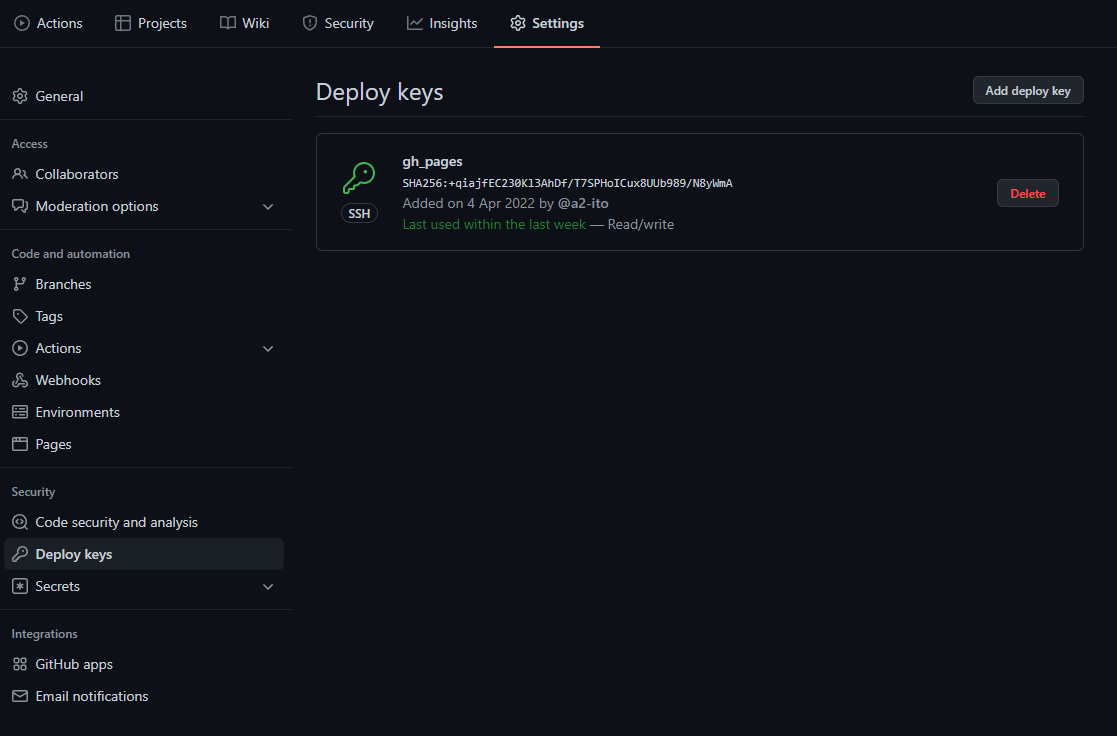 Actions Projects Wiki Security Insights Settings
General
Access
Collaborators
Moderation options
Code and automation
Branches
Tags
Actions
Webhooks
Environments
Pages
Security
Code security and analysis
Deploy keys
Secrets
Integrations
GitHub apps
Email notifications
Deploy keys
Add deploy key
gh_pages
SHA256:+qiajfEC230Kl3AhDf/T7SPHoICux8UUb989/N8yWmA
Added on 4 Apr 2022 by @a2-ito
Last used within the last week — Read/write
SSH
Delete